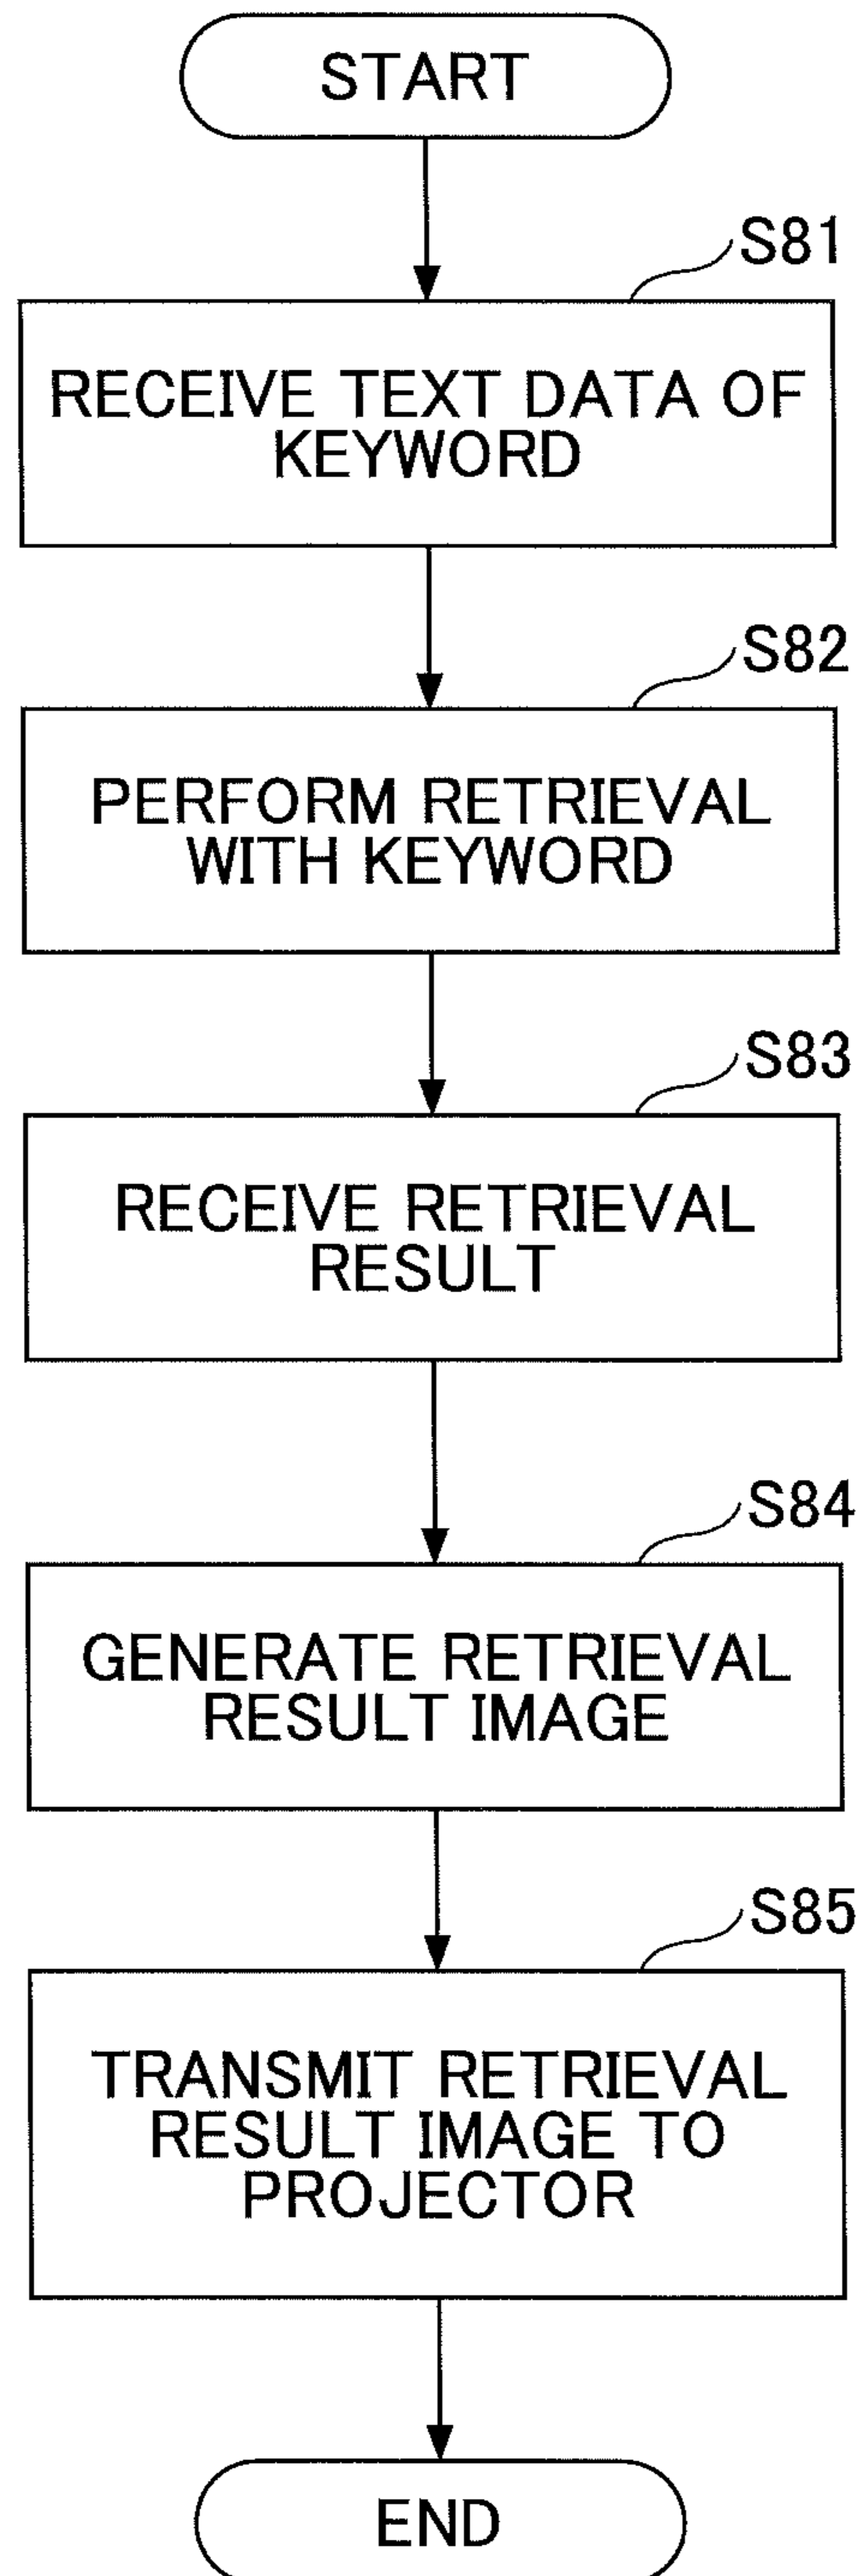 START
S81
RECEIVE TEXT DATA OF
KEYWORD
S82
PERFORM RETRIEVAL
WITH KEYWORD
S83
RECEIVE RETRIEVAL
RESULT
S84
GENERATE RETRIEVAL
RESULT IMAGE
S85
TRANSMIT RETRIEVAL
RESULT IMAGE TO
PROJECTOR
END